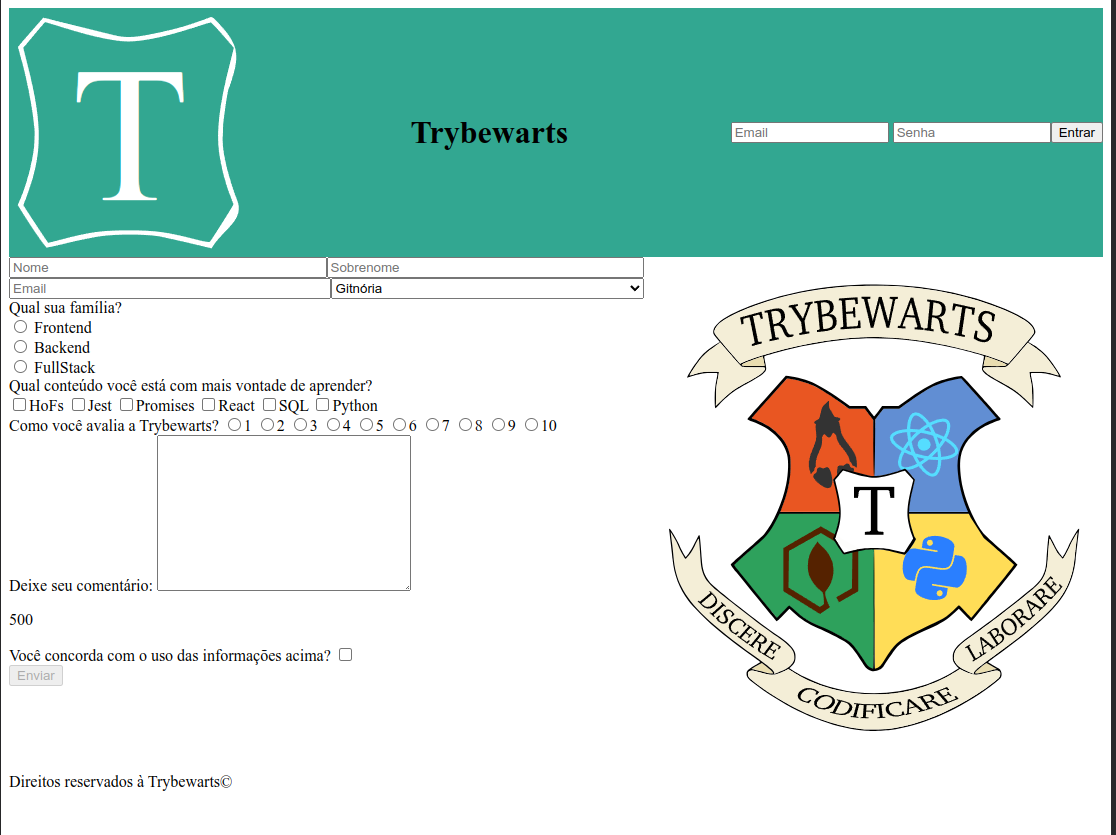 T
Trybewarts
Email Senha Entrar
Nome Sobrenome
Email Gitnória
Qual sua família?
Frontend
Backend
FullStack
Qual conteúdo você está com mais vontade de aprender?
HoFs Jest Promises React SQL Python
Como você avalia a Trybewarts? 1 2 3 4 5 6 7 8 9 10
Deixe seu comentário:
500
Você concorda com o uso das informações acima?
Enviar
TRYBEWARTS
T
DISCERE
CODIFICARE
LABORARE
Direitos reservados à Trybewarts©